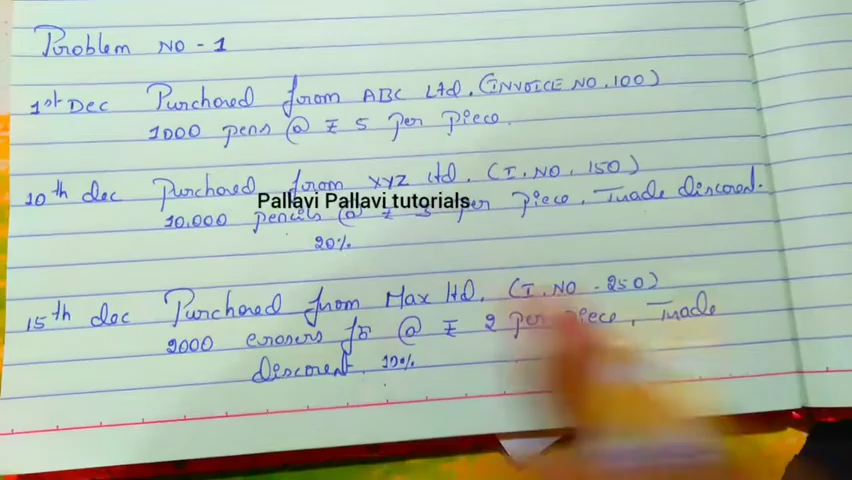 Problem NO - 1
1st Dec Purchased from ABC Ltd. (INVOICE NO. 100)
1000 pens @ ₹ 5 per piece.
10th dec Purchased from XYZ Ltd. (I. NO. 150)
Pallavi Pallavi tutorials
10.000 pencils @ ₹ per piece, Trade discount.
20%
15th dec Purchased from Max ltd. (I. NO - 250)
2000 erasers @ ₹ 2 per piece, Trade
discount 10%